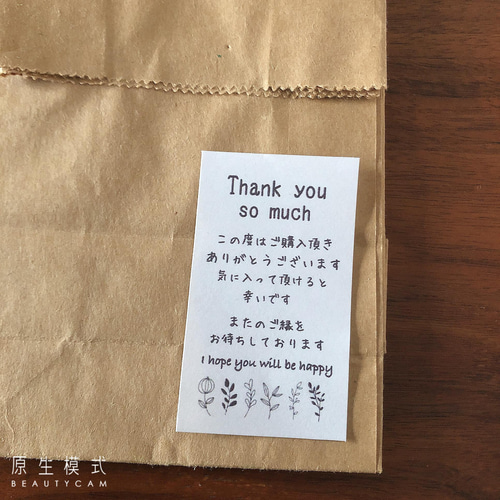 Thank you
so much
この度はご購入頂き
ありがとうございます
気に入って頂けると
幸いです
またのご縁を
お待ちしております
I hope you will be happy
原生模式
BEAUTYCAM